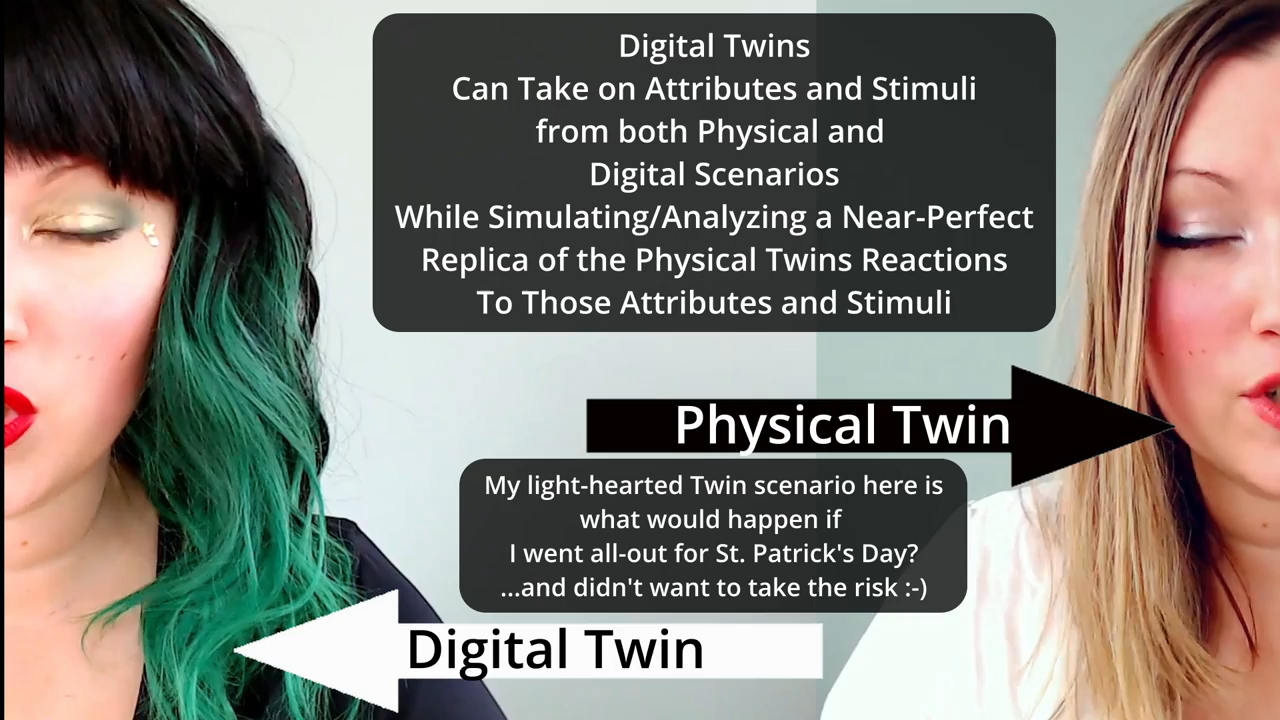 Digital Twins
Can Take on Attributes and Stimuli
from both Physical and
Digital Scenarios
While Simulating/Analyzing a Near-Perfect
Replica of the Physical Twins Reactions
To Those Attributes and Stimuli
Physical Twin
My light-hearted Twin scenario here is
what would happen if
I went all-out for St. Patrick's Day?
...and didn't want to take the risk :-)
Digital Twin